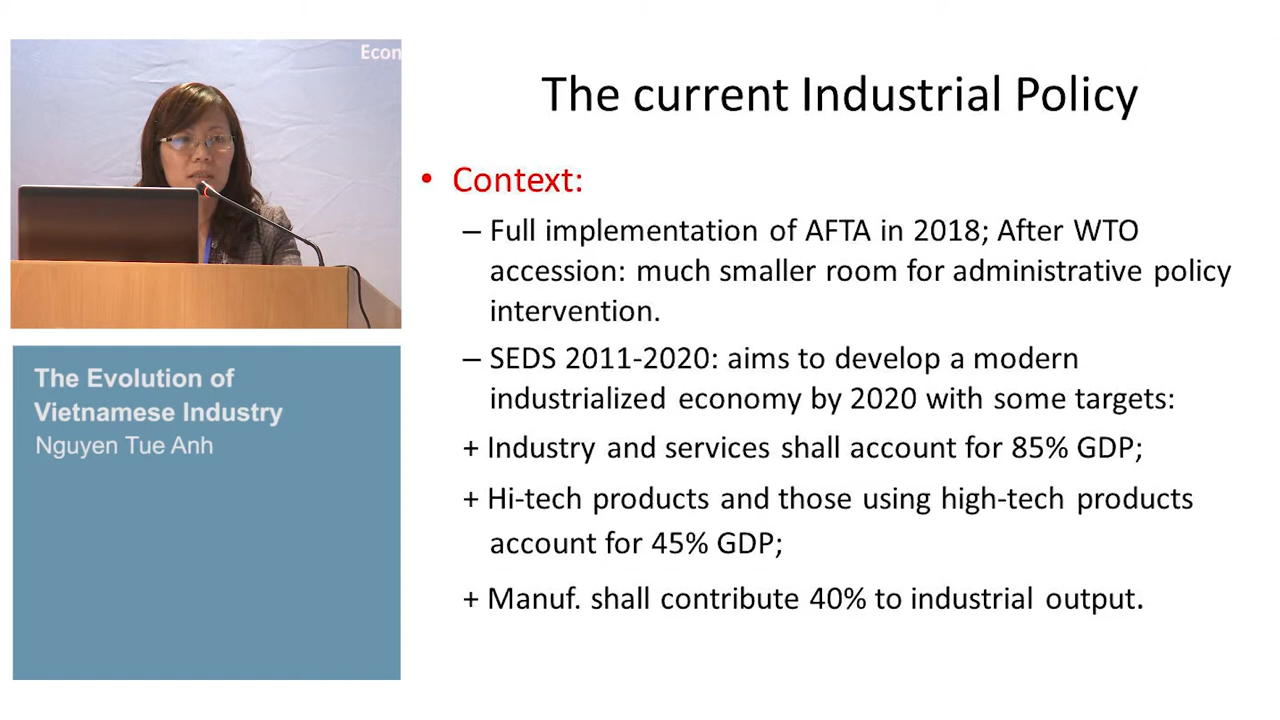 Econ
The current Industrial Policy
• Context:
– Full implementation of AFTA in 2018; After WTO
accession: much smaller room for administrative policy
intervention.
– SEDS 2011-2020: aims to develop a modern
industrialized economy by 2020 with some targets:
+ Industry and services shall account for 85% GDP;
+ Hi-tech products and those using high-tech products
account for 45% GDP;
+ Manuf. shall contribute 40% to industrial output.
The Evolution of
Vietnamese Industry
Nguyen Tue Anh